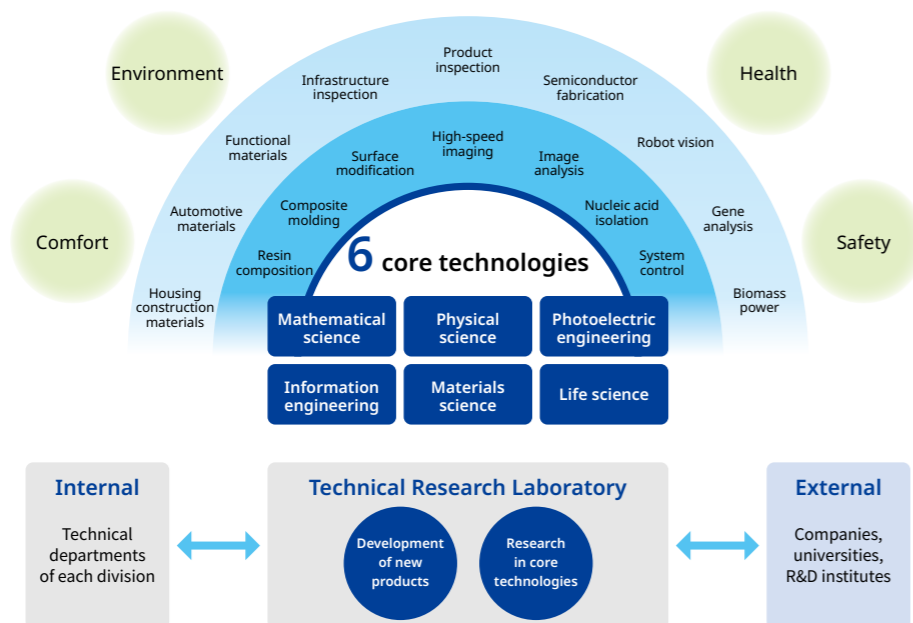 Environment
Health
Comfort
Safety
Product
inspection
Infrastructure
inspection
Semiconductor
fabrication
Functional
materials
Robot vision
Automotive
materials
Gene
analysis
Housing
construction
materials
Biomass
power
High-speed
imaging
Surface
modification
Image
analysis
Composite
molding
Nucleic acid
isolation
Resin
composition
System
control
6 core technologies
Mathematical
science
Physical
science
Photoelectric
engineering
Information
engineering
Materials
science
Life science
Internal
Technical
departments
of each division
Technical Research Laboratory
Development
of new
products
Research
in core
technologies
External
Companies,
universities,
R&D institutes